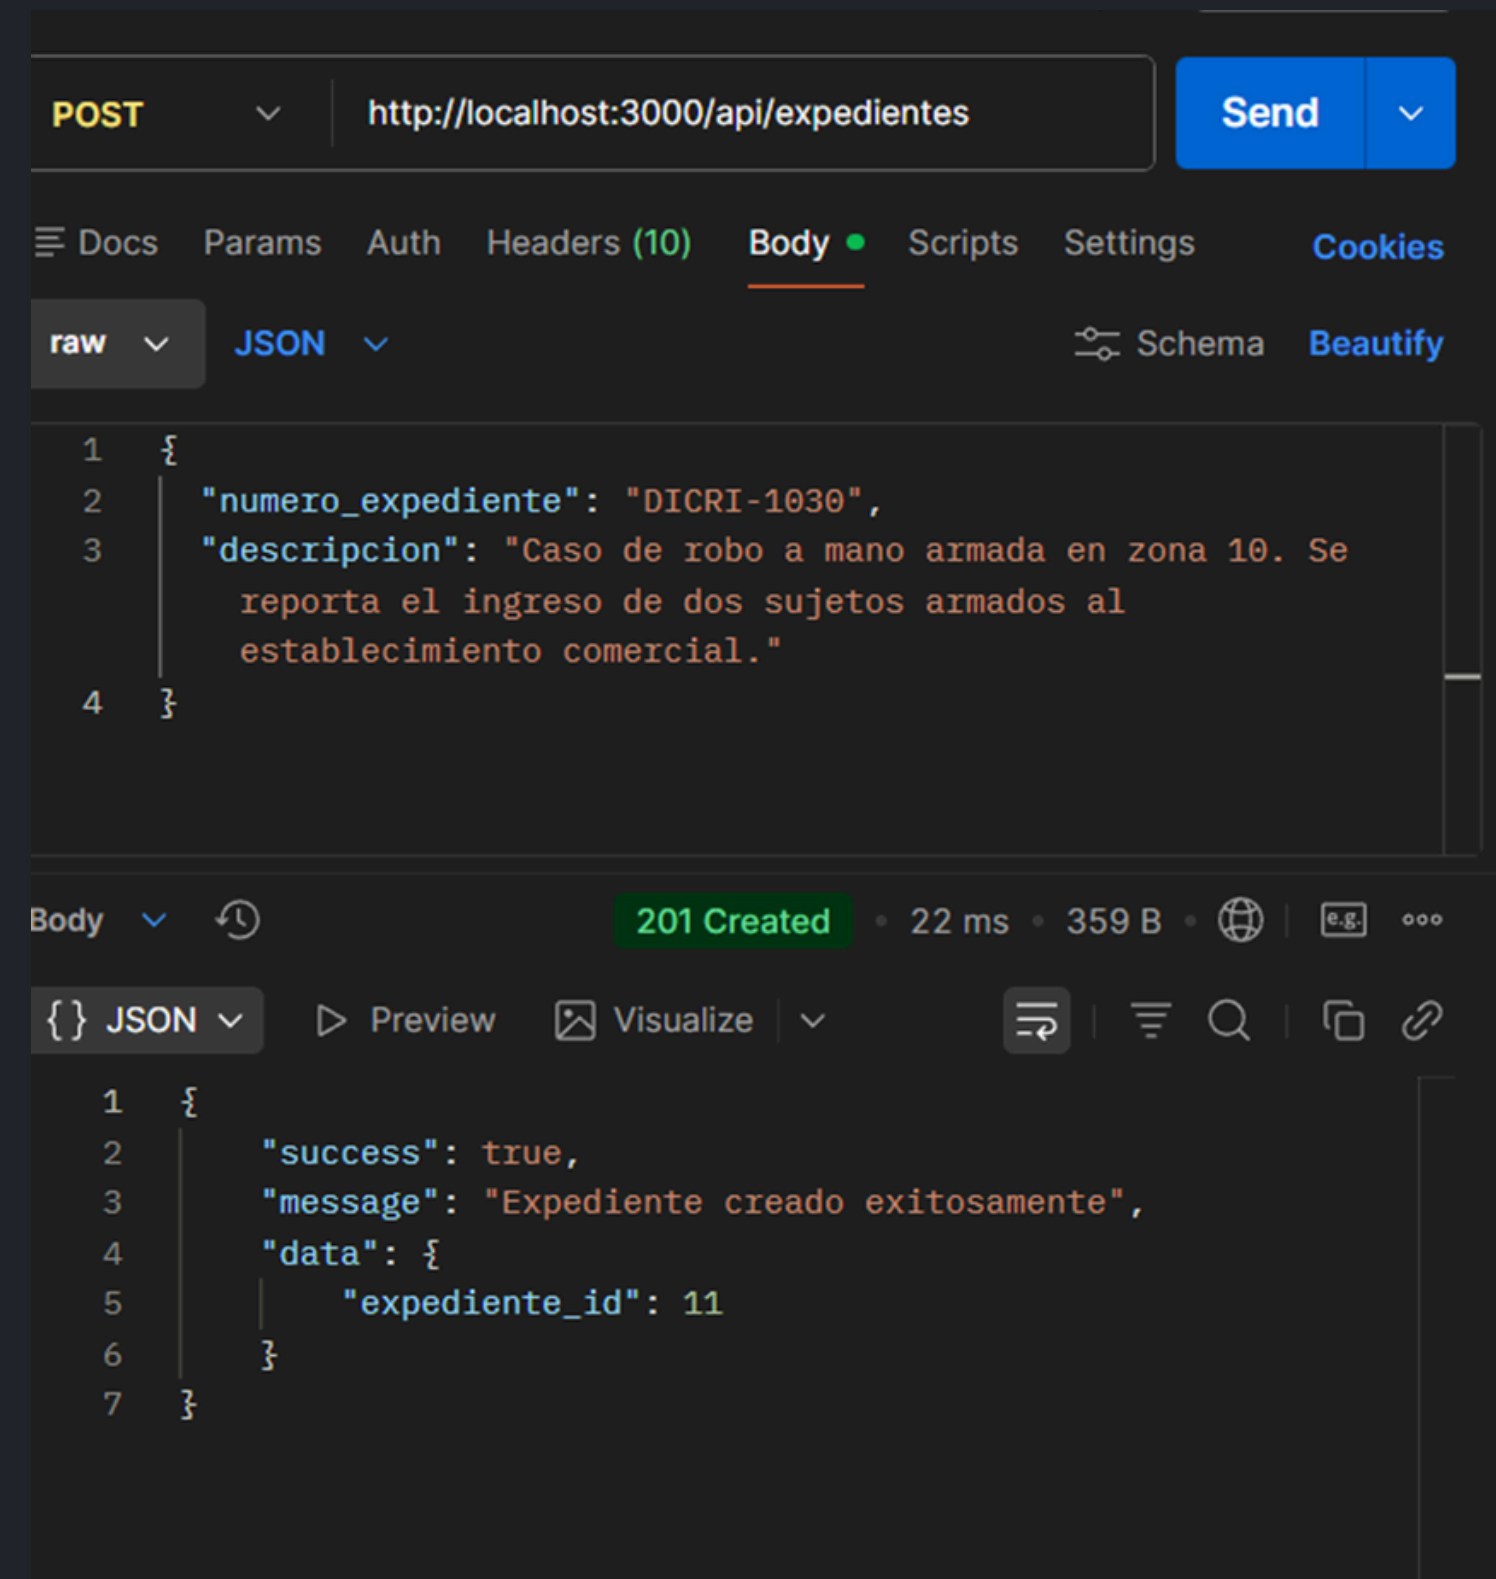 POST http://localhost:3000/api/expedientes Send
Docs Params Auth Headers (10) Body Scripts Settings Cookies
raw JSON Schema Beautify
1 {
2 "numero_expediente": "DICRI-1030",
3 "descripcion": "Caso de robo a mano armada en zona 10. Se
reporta el ingreso de dos sujetos armados al
establecimiento comercial."
4 }
Body 201 Created • 22 ms • 359 B • e.g.
{} JSON Preview Visualize
1 {
2 "success": true,
3 "message": "Expediente creado exitosamente",
4 "data": {
5 "expediente_id": 11
6 }
7 }